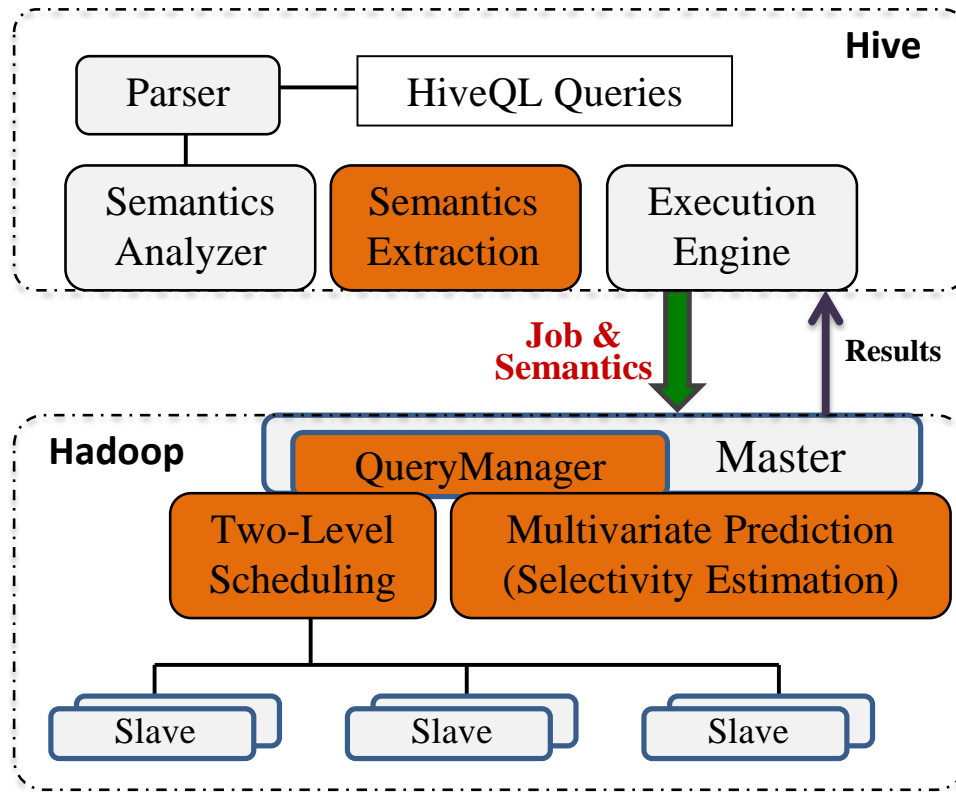 Hive
Parser
HiveQL Queries
Semantics
Analyzer
Semantics
Extraction
Execution
Engine
Job &
Semantics
Results
Hadoop
QueryManager
Master
Two-Level
Scheduling
Multivariate Prediction
(Selectivity Estimation)
Slave
Slave
Slave